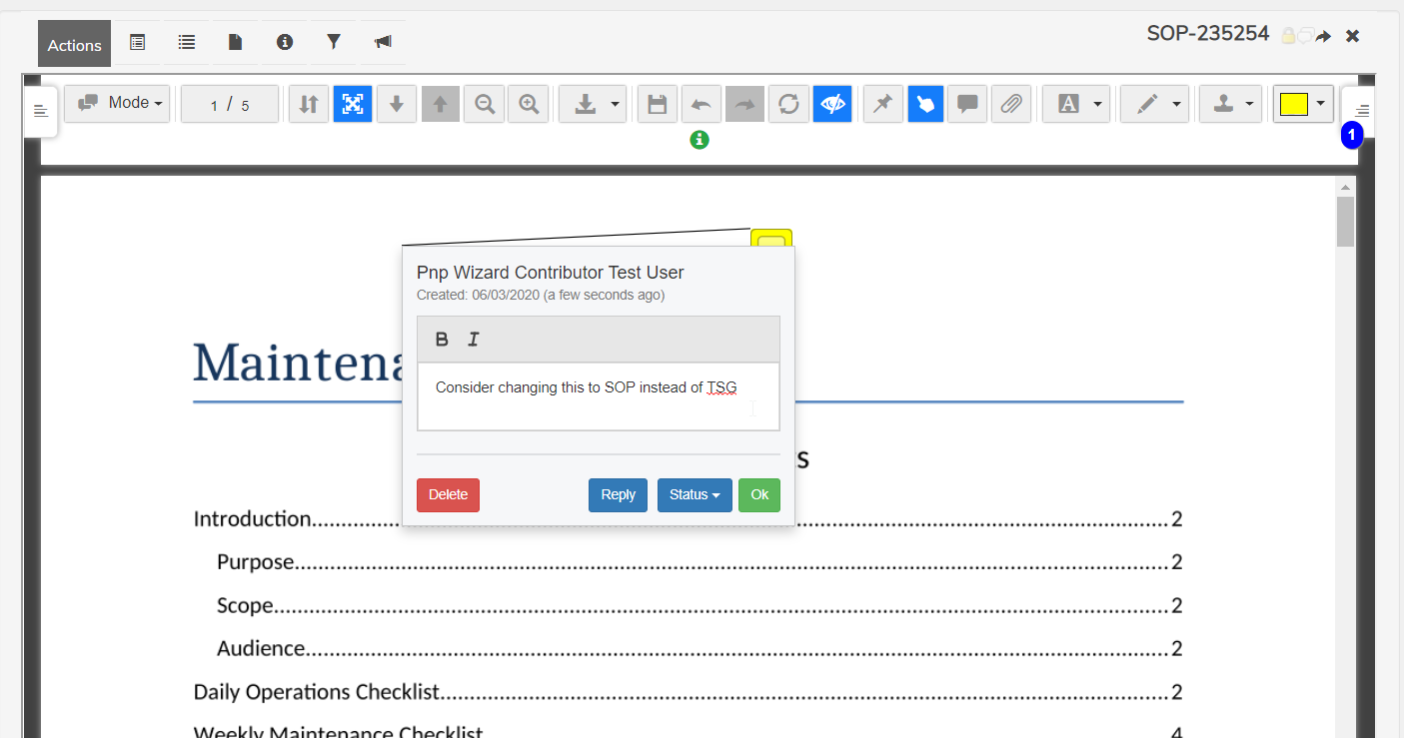 Actions
SOP-235254
Mode
1 / 5
A
1
Pnp Wizard Contributor Test User
Created: 06/03/2020 (a few seconds ago)
B I
Consider changing this to SOP instead of TSG
Delete Reply Status Ok
Introduction 2
Purpose 2
Scope 2
Audience 2
Daily Operations Checklist 2
Weekly Maintenance Checklist 4